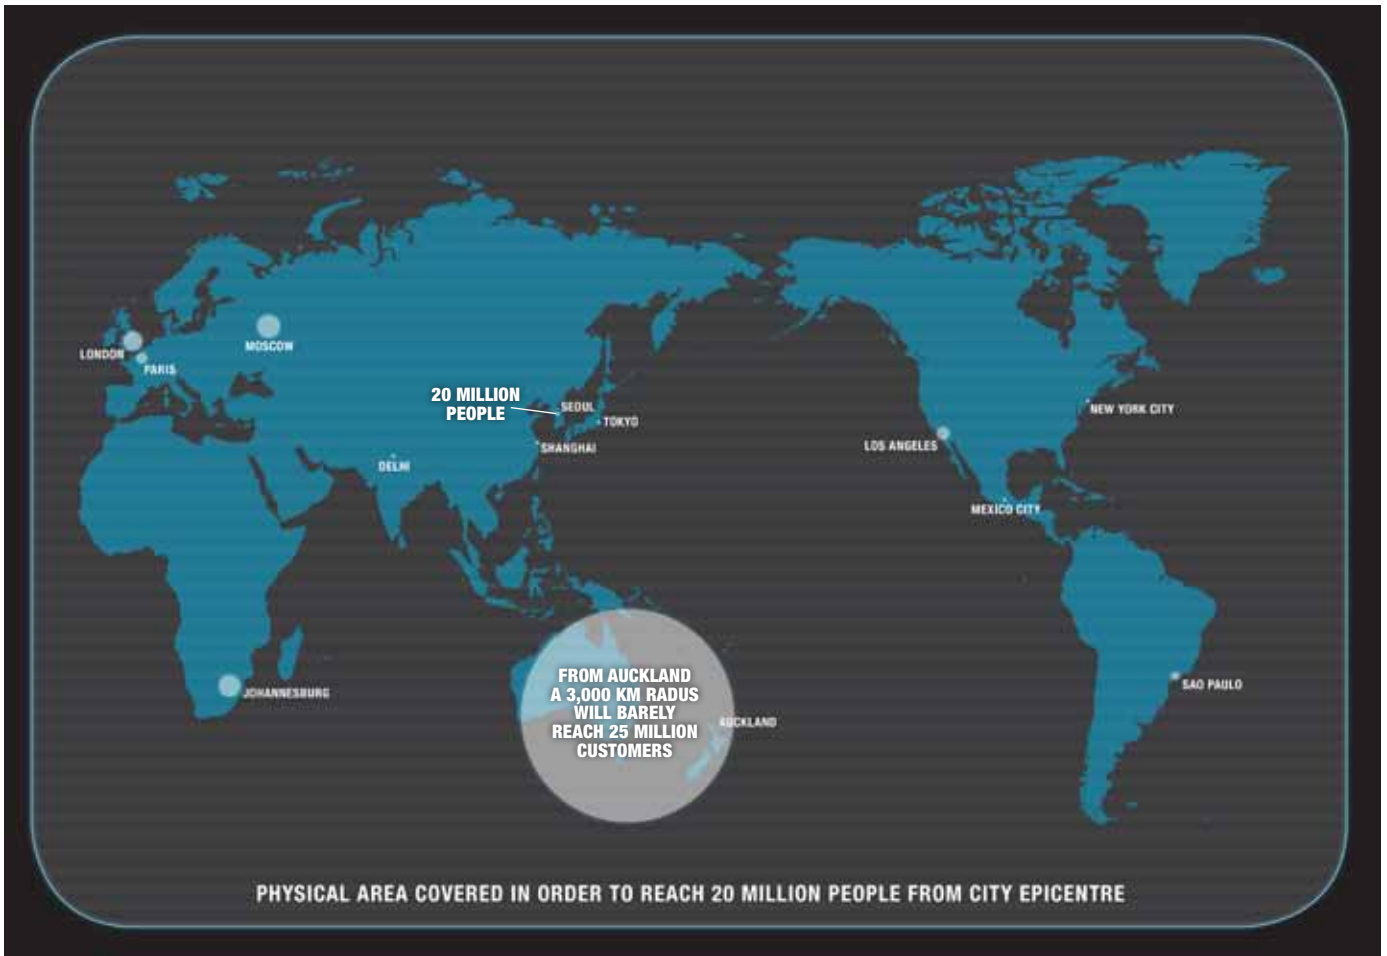 MOSCOW
LONDON
PARIS
20 MILLION
PEOPLE
SEOUL
TOKYO
SHANGHAI
DELHI
NEW YORK CITY
LOS ANGELES
MEXICO CITY
JOHANNESBURG
FROM AUCKLAND
A 3,000 KM RADUS
WILL BARELY
REACH 25 MILLION
CUSTOMERS
AUCKLAND
SAO PAULO
PHYSICAL AREA COVERED IN ORDER TO REACH 20 MILLION PEOPLE FROM CITY EPICENTRE